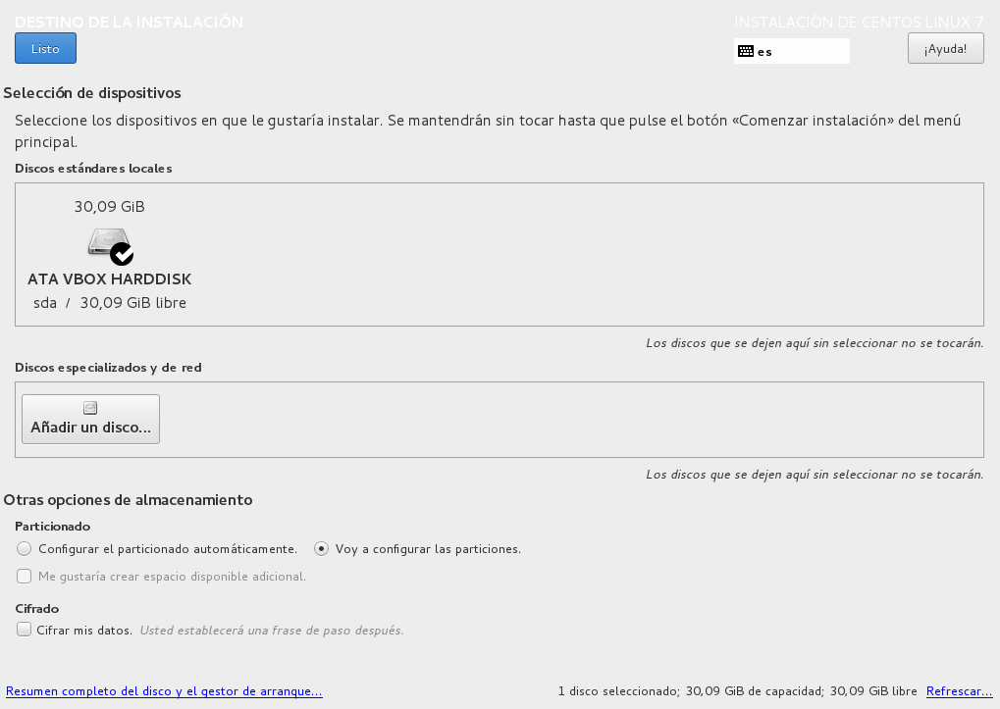 DESTINO DE LA INSTALACIÓN
INSTALACIÓN DE CENTOS LINUX 7
Listo
es
¡Ayuda!
Selección de dispositivos
Seleccione los dispositivos en que le gustaría instalar. Se mantendrán sin tocar hasta que pulse el botón «Comenzar instalación» del menú
principal.
Discos estándares locales
30,09 GiB
ATA VBOX HARDDISK
sda / 30,09 GiB libre
Los discos que se dejen aquí sin seleccionar no se tocarán.
Discos especializados y de red
Añadir un disco...
Los discos que se dejen aquí sin seleccionar no se tocarán.
Otras opciones de almacenamiento
Particionado
Configurar el particionado automáticamente. Voy a configurar las particiones.
Me gustaría crear espacio disponible adicional.
Cifrado
Cifrar mis datos. Usted establecerá una frase de paso después.
Resumen completo del disco y el gestor de arranque... 1 disco seleccionado; 30,09 GiB de capacidad; 30,09 GiB libre Refrescar...